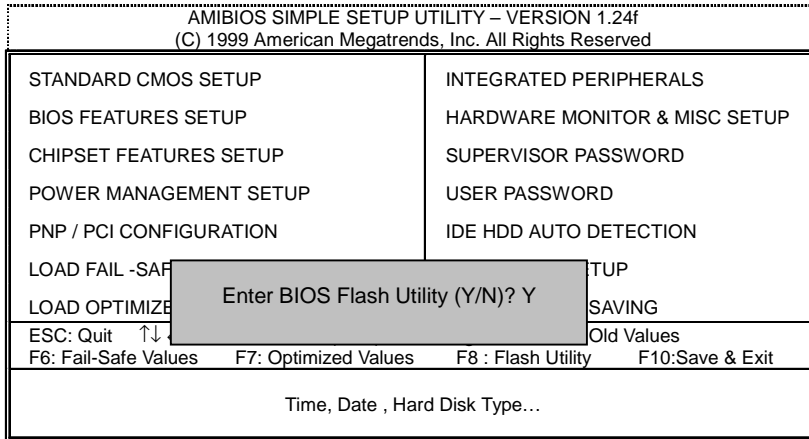 AMIBIOS SIMPLE SETUP UTILITY – VERSION 1.24f
(C) 1999 American Megatrends, Inc. All Rights Reserved
STANDARD CMOS SETUP
BIOS FEATURES SETUP
CHIPSET FEATURES SETUP
POWER MANAGEMENT SETUP
PNP / PCI CONFIGURATION
LOAD FAIL -SAF
LOAD OPTIMIZE
INTEGRATED PERIPHERALS
HARDWARE MONITOR & MISC SETUP
SUPERVISOR PASSWORD
USER PASSWORD
IDE HDD AUTO DETECTION
ETUP
SAVING
Enter BIOS Flash Utility (Y/N)? Y
ESC: Quit ↑↓ Old Values
F6: Fail-Safe Values F7: Optimized Values F8 : Flash Utility F10:Save & Exit
Time, Date , Hard Disk Type…